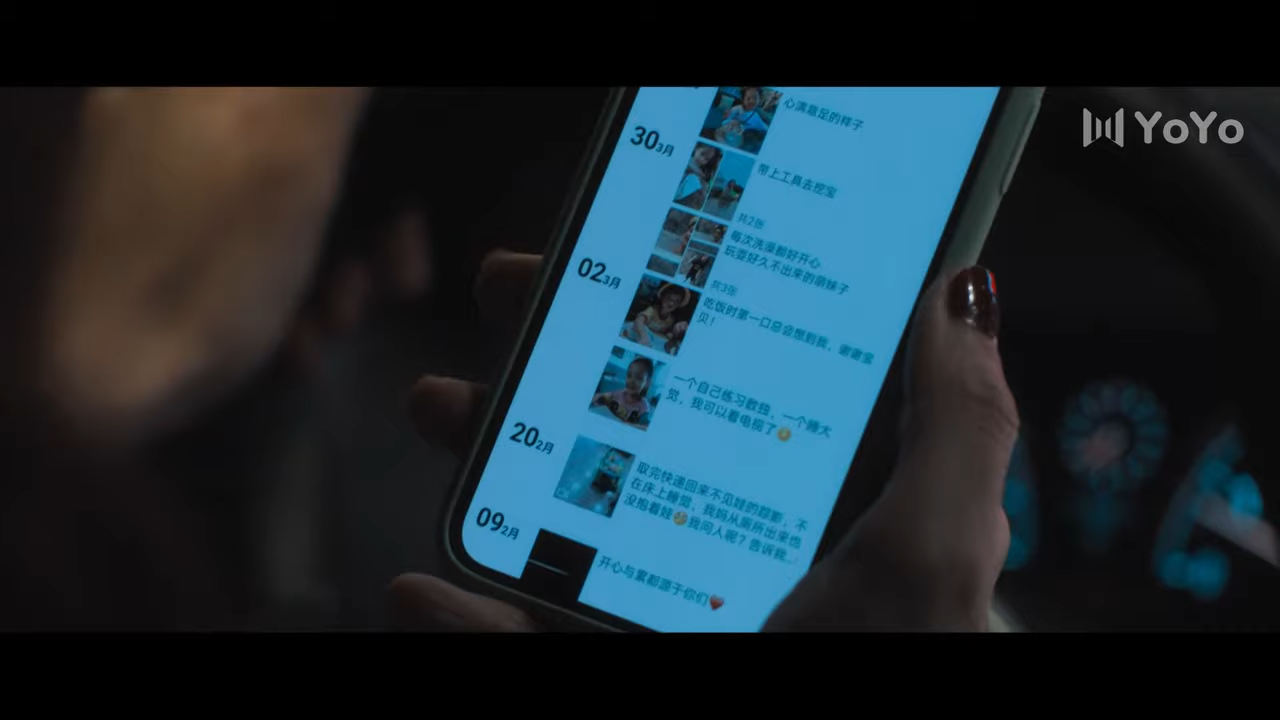 YoYo
心满意足的样子
30 3月
带上工具去挖宝
共2张
每次洗澡都好开心
玩耍好久不出来的萌妹子
共3张
02 3月
吃饭时第一口总会想到我，谢谢宝
贝！
一个自己练习数独，一个睡大
觉，我可以看电视了
20 2月
取完快递回来不见娃的踪影，不
在床上睡觉，我妈从厕所出来也
没抱着娃😂我问人呢？告诉我...
09 2月
开心与累都源于你们❤️